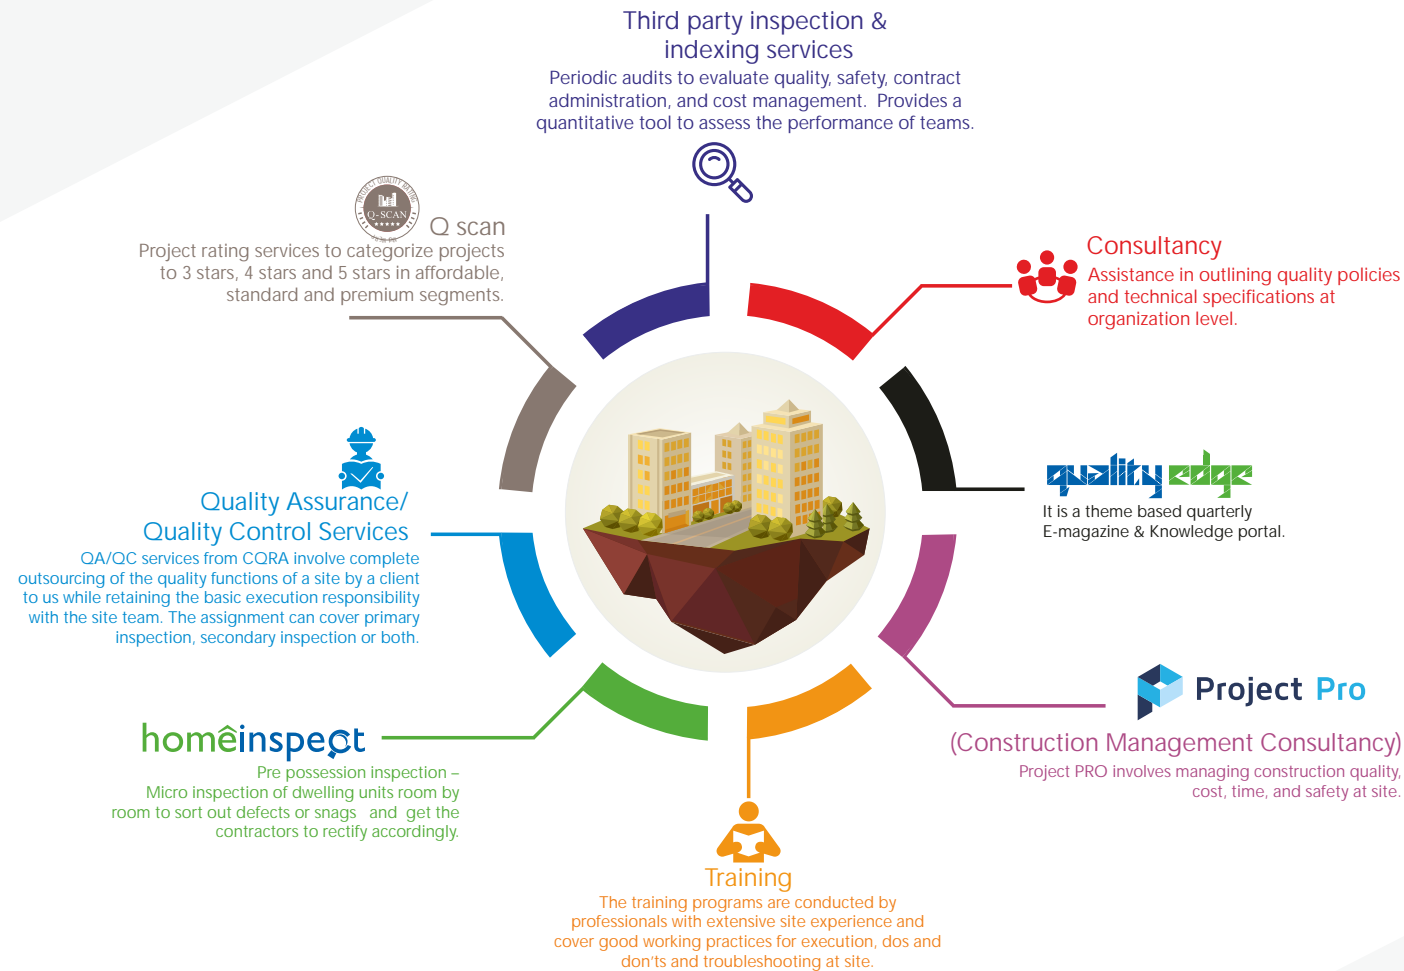 Third party inspection &
indexing services
Periodic audits to evaluate quality, safety, contract
administration, and cost management.  Provides a
quantitative tool to assess the performance of teams.
PROJECT QUALITY RATING
Q-SCAN
Q scan
Project rating services to categorize projects
to 3 stars, 4 stars and 5 stars in affordable,
standard and premium segments.
Consultancy
Assistance in outlining quality policies
and technical specifications at
organization level.
quality edge
It is a theme based quarterly
E-magazine & Knowledge portal.
Quality Assurance/
Quality Control Services
QA/QC services from CQRA involve complete
outsourcing of the quality functions of a site by a client
to us while retaining the basic execution responsibility
with the site team. The assignment can cover primary
inspection, secondary inspection or both.
Project Pro
(Construction Management Consultancy)
Project PRO involves managing construction quality,
cost, time, and safety at site.
homeinspect
Pre possession inspection –
Micro inspection of dwelling units room by
room to sort out defects or snags   and  get the
contractors to rectify accordingly.
Training
The training programs are conducted by
professionals with extensive site experience and
cover good working practices for execution, dos and
don'ts and troubleshooting at site.